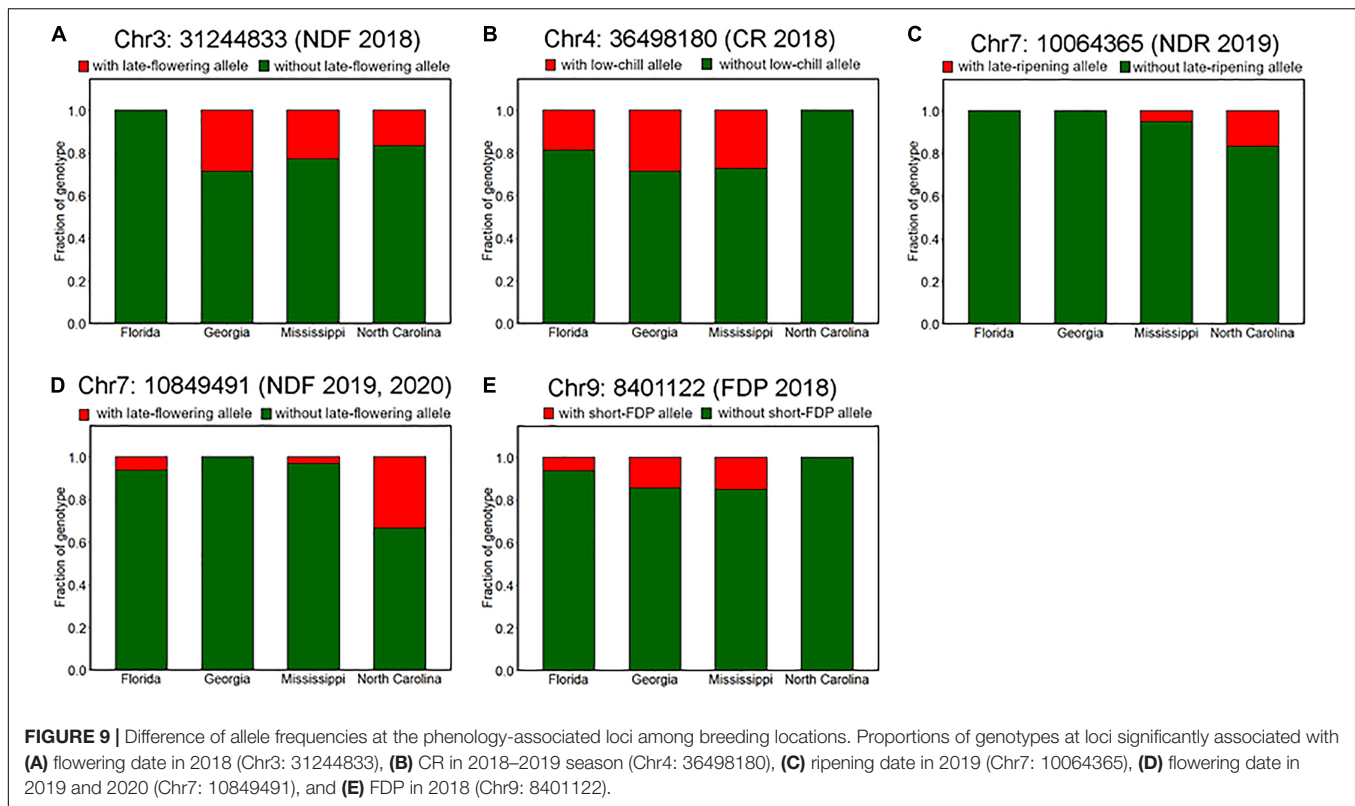 A
Chr3: 31244833 (NDF 2018)
with late-flowering allele without late-flowering allele
Fraction of genotype
1.0
0.8
0.6
0.4
0.2
0.0
Florida Georgia Mississippi North Carolina
B
Chr4: 36498180 (CR 2018)
with low-chill allele without low-chill allele
Fraction of genotype
1.0
0.8
0.6
0.4
0.2
0.0
Florida Georgia Mississippi North Carolina
C
Chr7: 10064365 (NDR 2019)
with late-ripening allele without late-ripening allele
Fraction of genotype
1.0
0.8
0.6
0.4
0.2
0.0
Florida Georgia Mississippi North Carolina
D
Chr7: 10849491 (NDF 2019, 2020)
with late-flowering allele without late-flowering allele
Fraction of genotype
1.0
0.8
0.6
0.4
0.2
0.0
Florida Georgia Mississippi North Carolina
E
Chr9: 8401122 (FDP 2018)
with short-FDP allele without short-FDP allele
Fraction of genotype
1.0
0.8
0.6
0.4
0.2
0.0
Florida Georgia Mississippi North Carolina
FIGURE 9 | Difference of allele frequencies at the phenology-associated loci among breeding locations. Proportions of genotypes at loci significantly associated with
(A) flowering date in 2018 (Chr3: 31244833), (B) CR in 2018–2019 season (Chr4: 36498180), (C) ripening date in 2019 (Chr7: 10064365), (D) flowering date in
2019 and 2020 (Chr7: 10849491), and (E) FDP in 2018 (Chr9: 8401122).